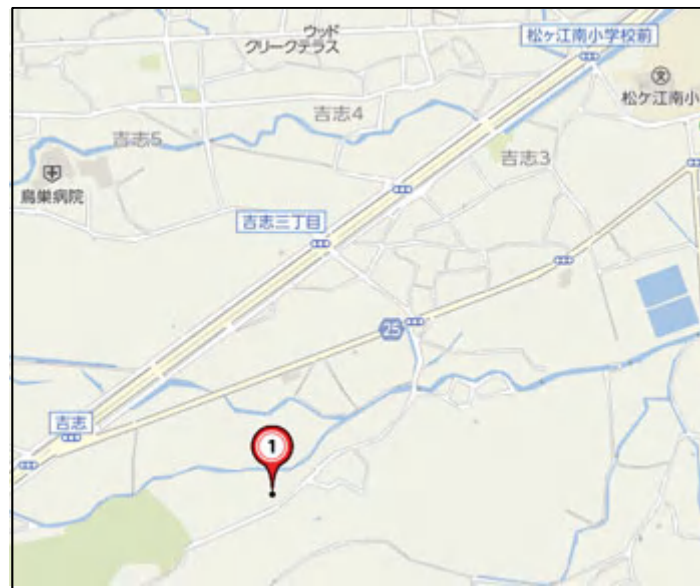 ウッド
クリークテラス
松ヶ江南小学校前
松ケ江南小
吉志4
吉志5
吉志3
鳥巣病院
吉志三丁目
25
吉志
1